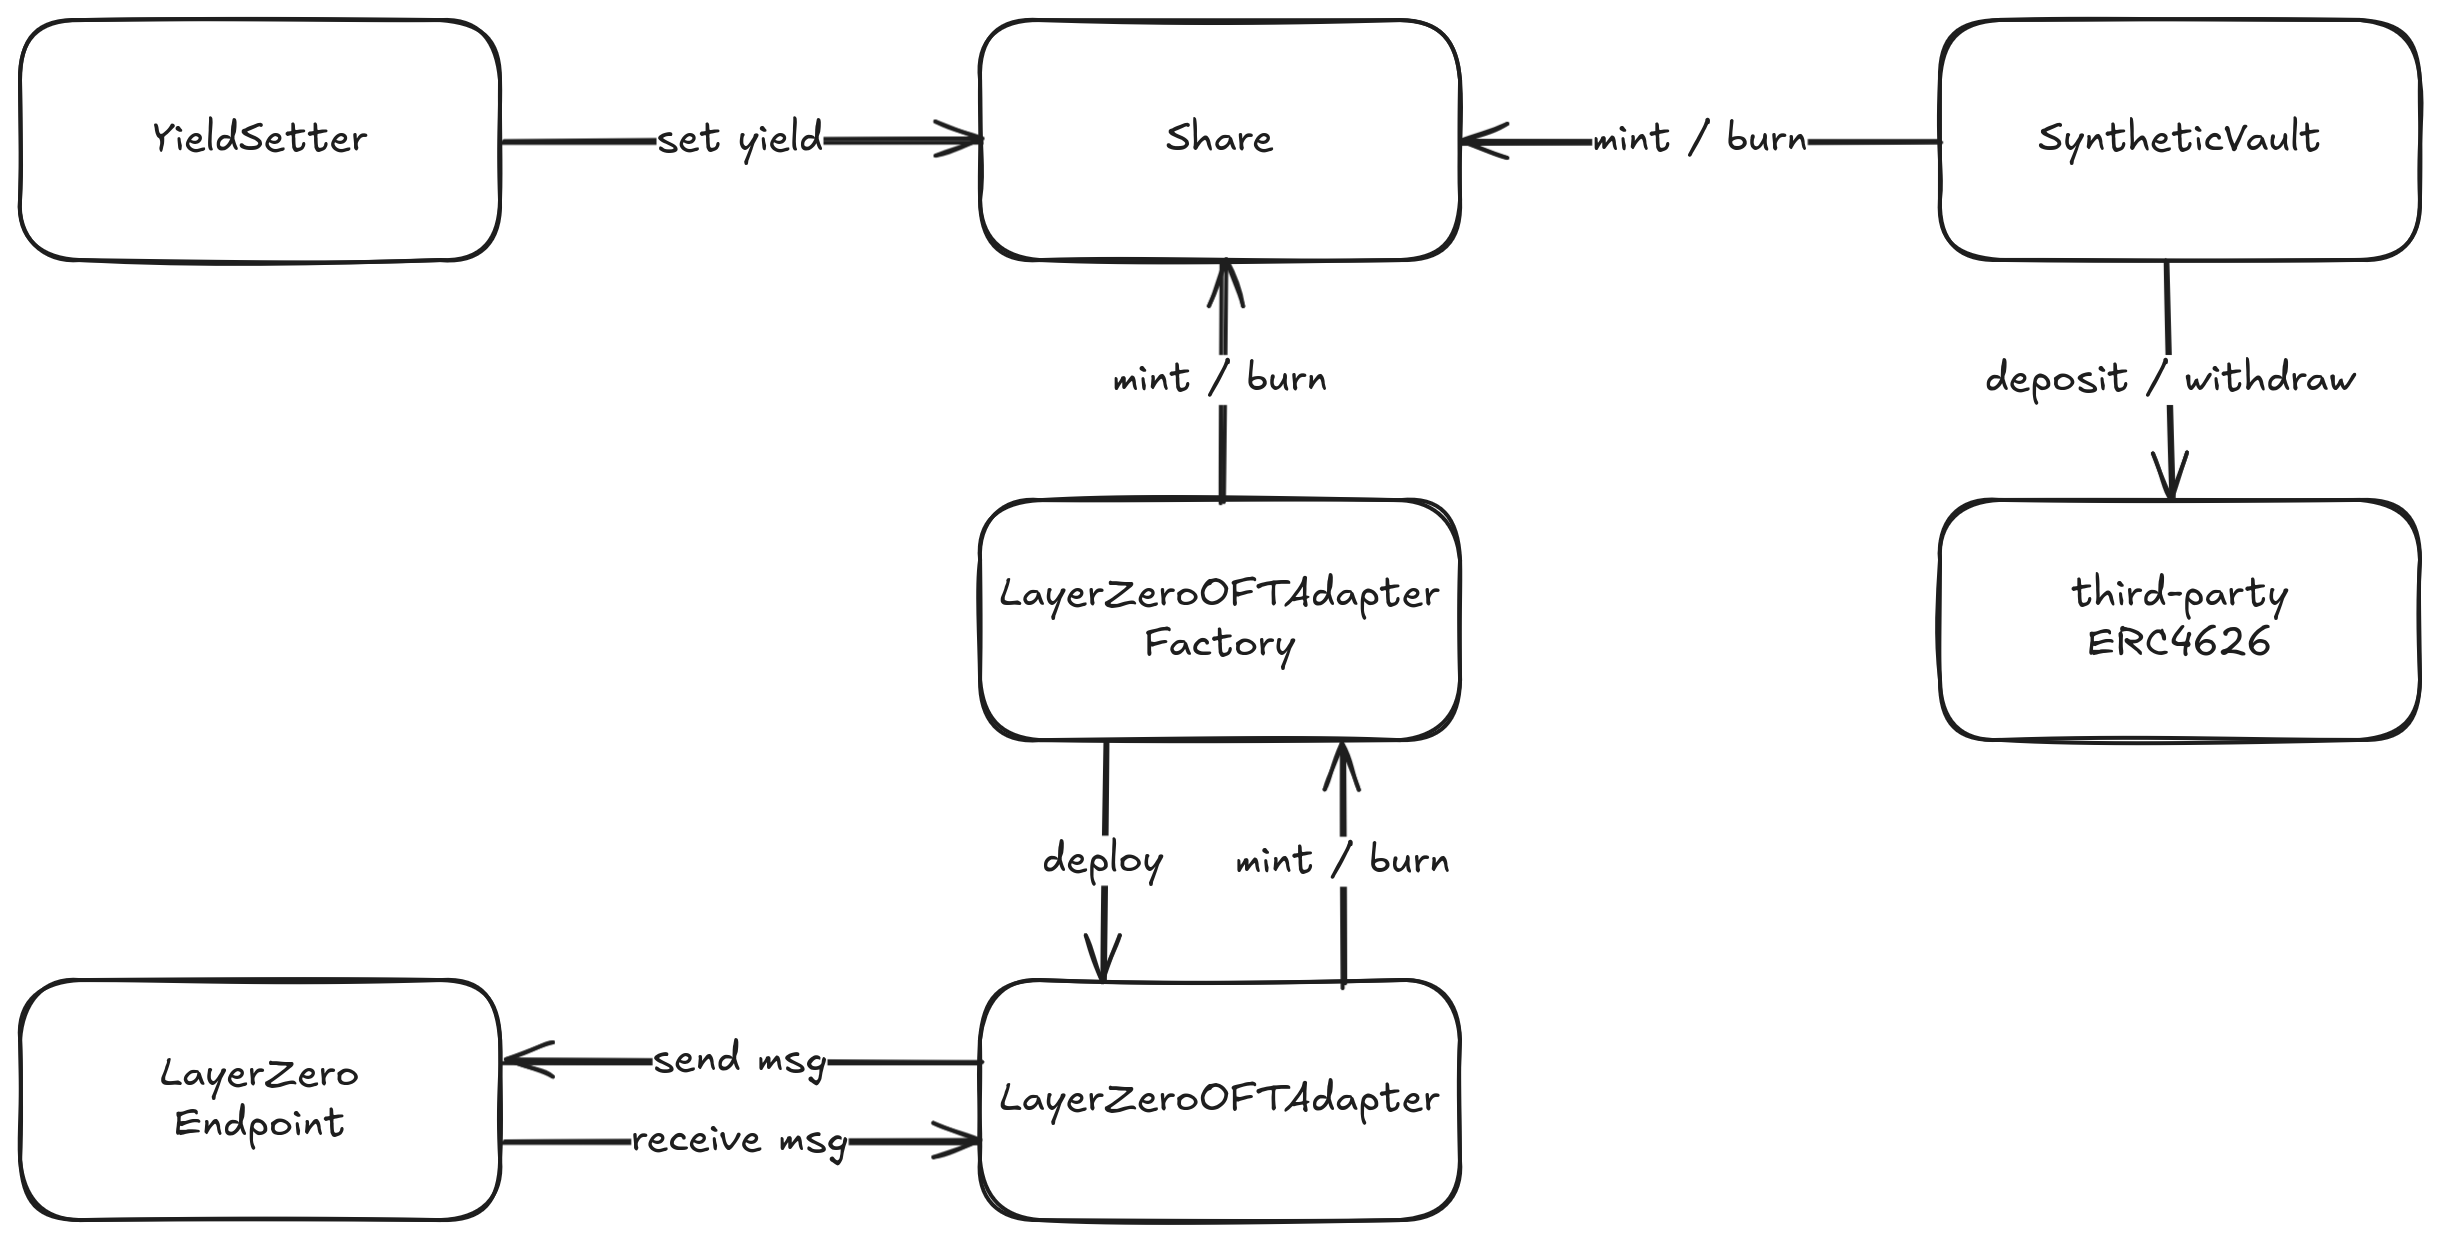 YieldSetter
set yield
Share
mint / burn
SyntheticVault
mint / burn
deposit / withdraw
LayerZeroOFTAdapter
Factory
third-party
ERC4626
deploy
mint / burn
LayerZero
Endpoint
send msg
receive msg
LayerZeroOFTAdapter